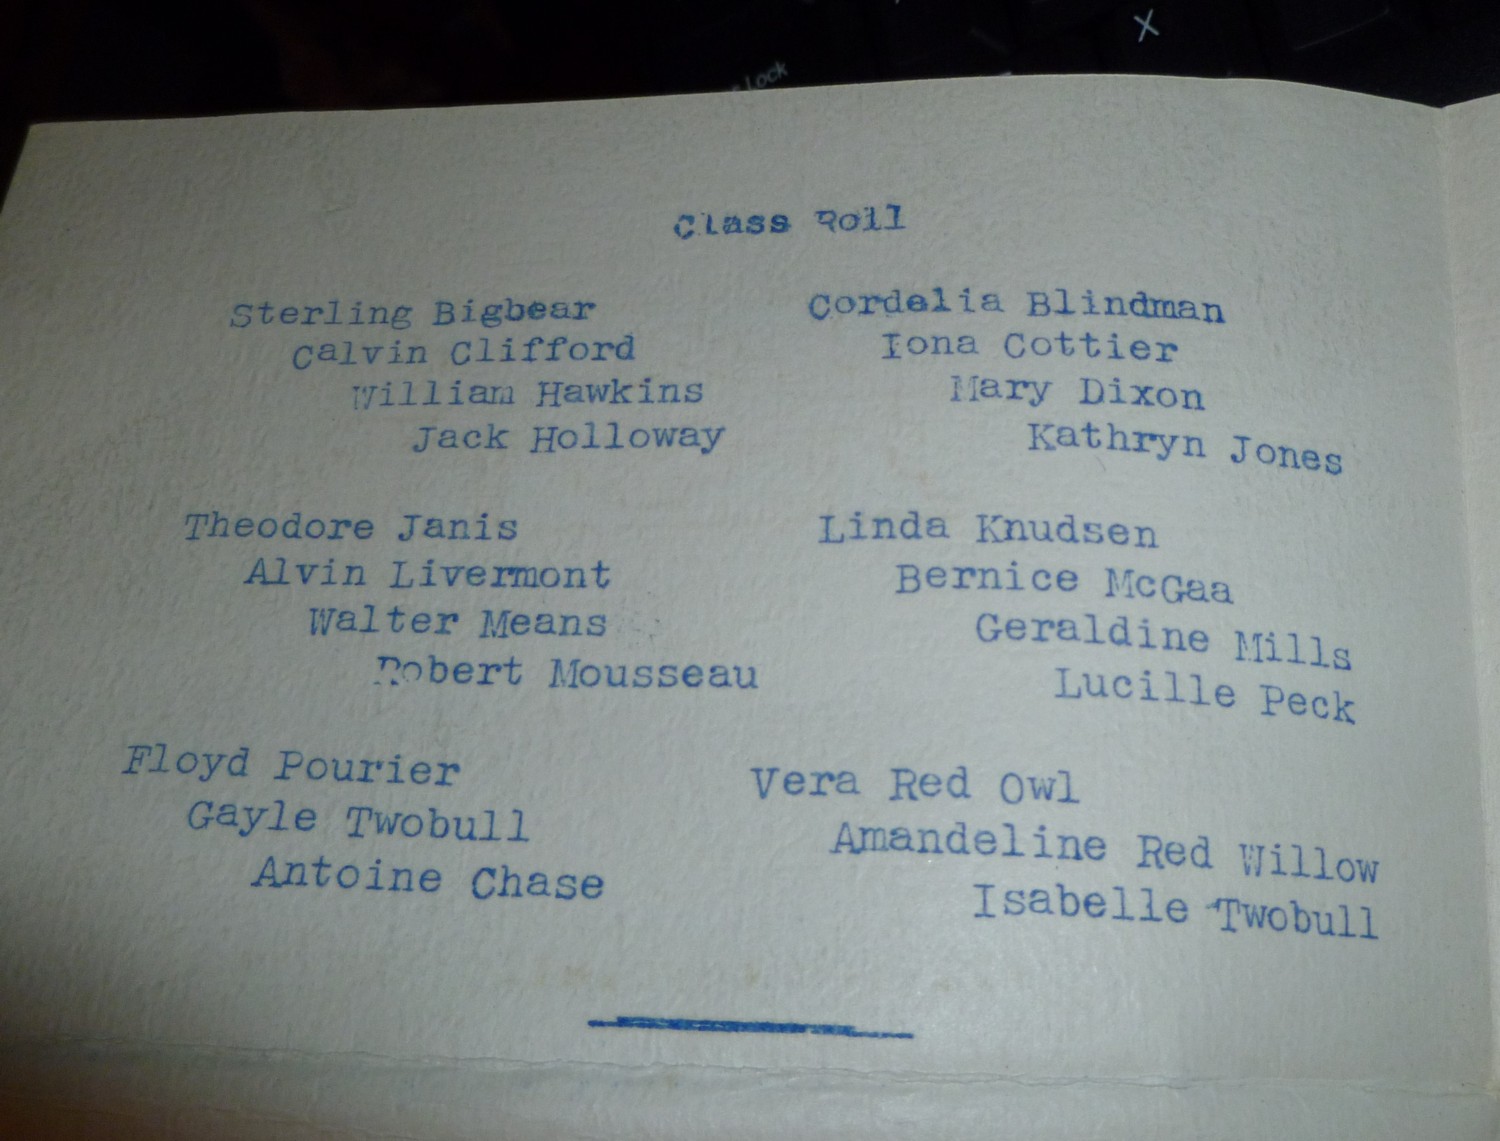 X
Lock
Class Roll
Sterling Bigbear
Calvin Clifford
William Hawkins
Jack Holloway
Cordelia Blindman
Iona Cottier
Mary Dixon
Kathryn Jones
Theodore Janis
Alvin Livermont
Walter Means
Robert Mousseau
Linda Knudsen
Bernice McGaa
Geraldine Mills
Lucille Peck
Floyd Pourier
Gayle Twobull
Antoine Chase
Vera Red Owl
Amandeline Red Willow
Isabelle Twobull